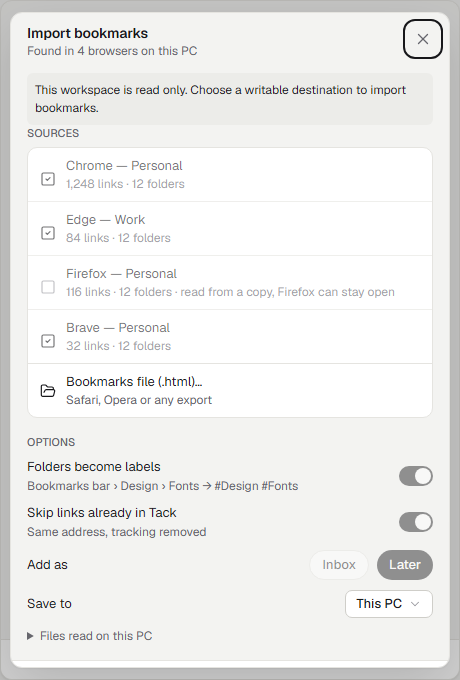 Import bookmarks
Found in 4 browsers on this PC
This workspace is read only. Choose a writable destination to import
bookmarks.
SOURCES
Chrome — Personal
1,248 links · 12 folders
Edge — Work
84 links · 12 folders
Firefox — Personal
116 links · 12 folders · read from a copy, Firefox can stay open
Brave — Personal
32 links · 12 folders
Bookmarks file (.html)...
Safari, Opera or any export
OPTIONS
Folders become labels
Bookmarks bar › Design › Fonts → #Design #Fonts
Skip links already in Tack
Same address, tracking removed
Add as Inbox Later
Save to This PC
Files read on this PC